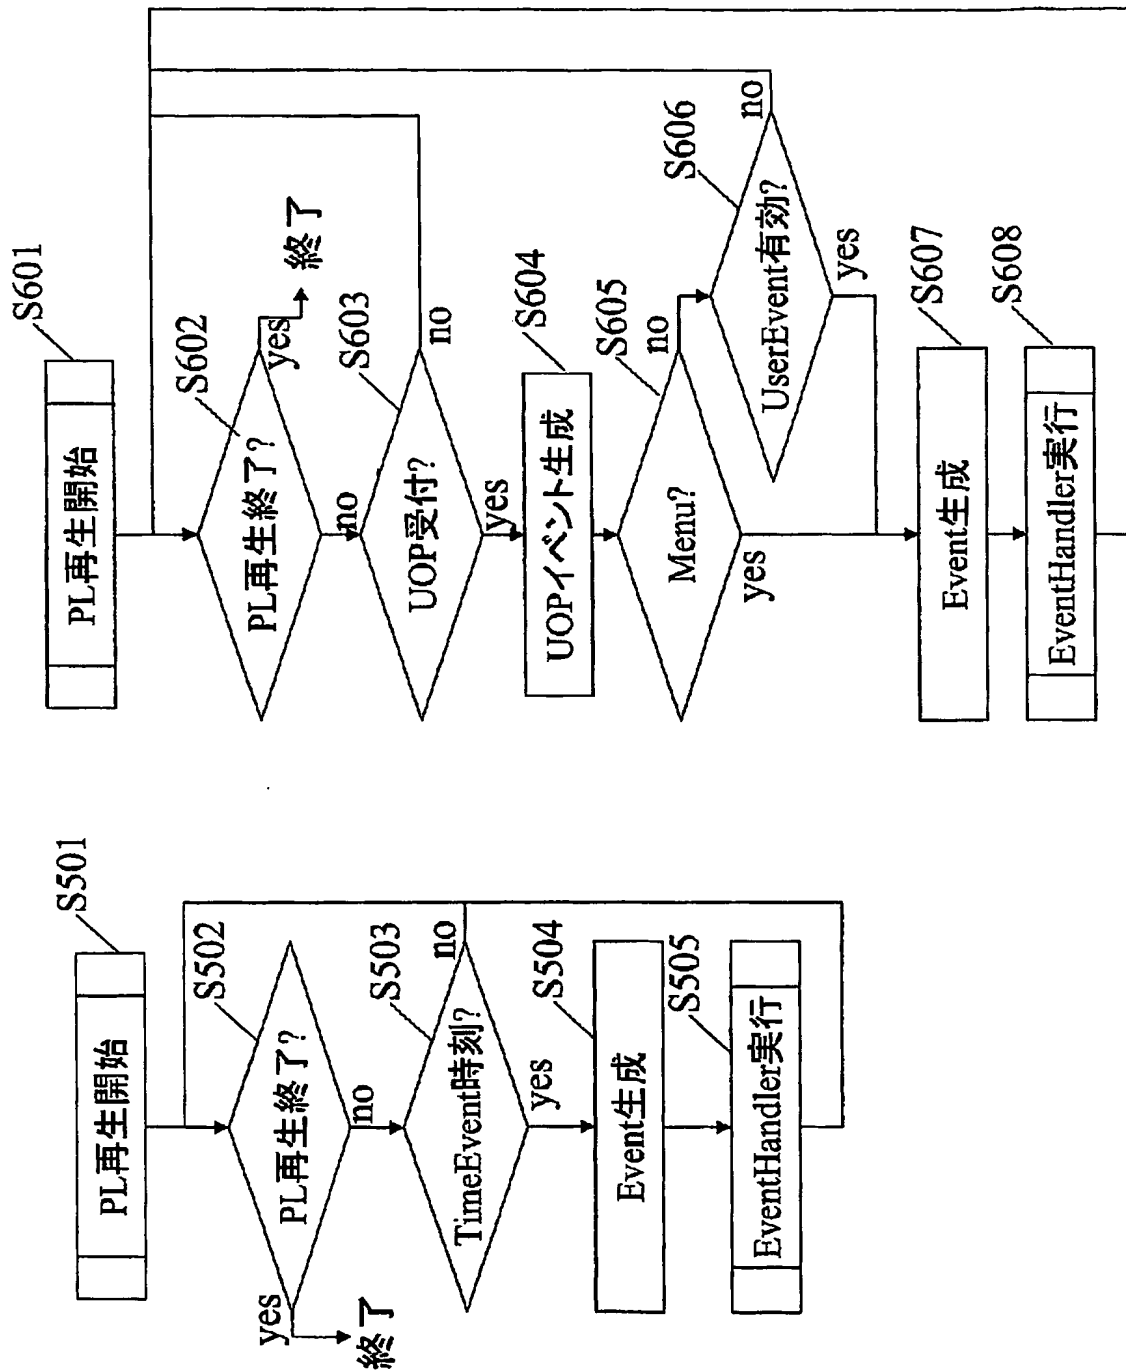 S501
PL再生開始
S502
PL再生終了?
yes
終了
no
S503
TimeEvent時刻?
no
yes
S504
Event生成
S505
EventHandler実行
S601
PL再生開始
S602
PL再生終了?
yes
終了
no
S603
UOP受付?
no
yes
S604
UOPイベント生成
S605
Menu?
no
yes
S606
UserEvent有効?
no
yes
S607
Event生成
S608
EventHandler実行